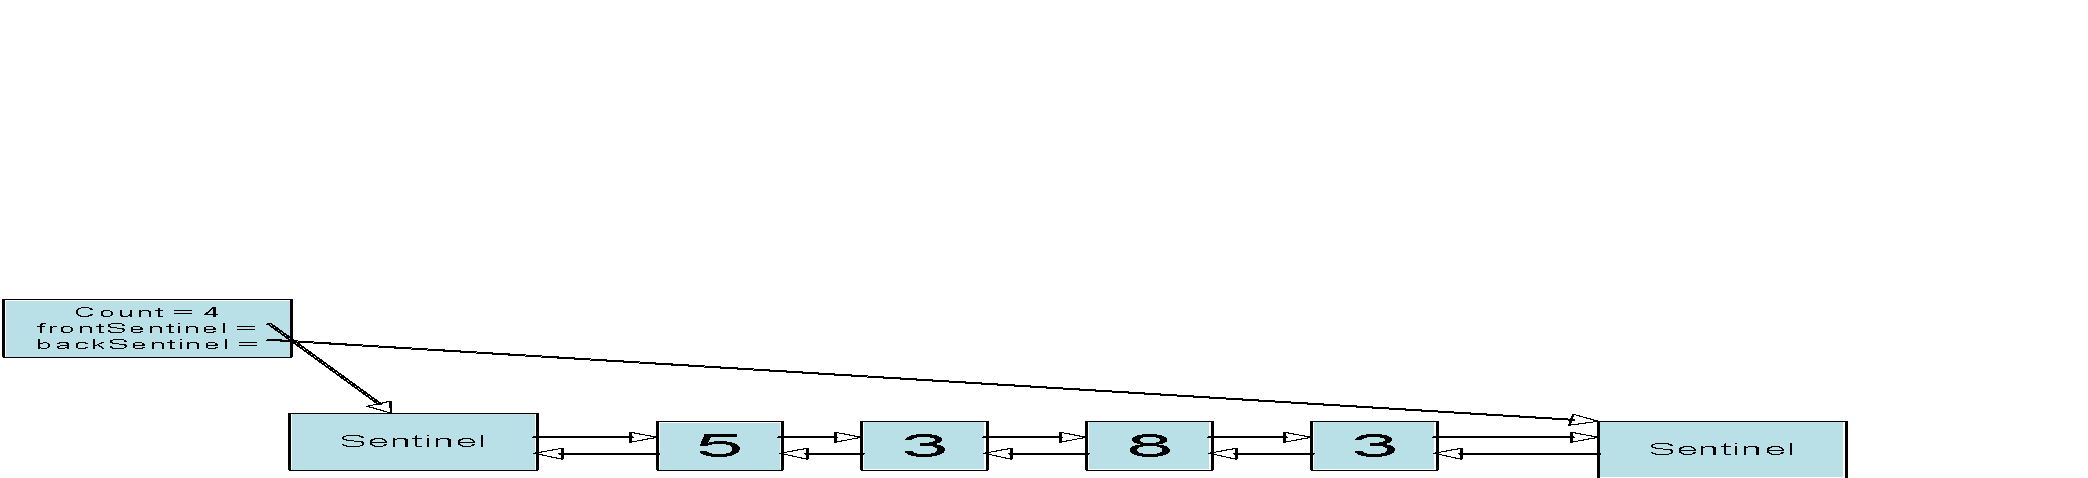 Count = 4
frontSentinel =
backSentinel =
Sentinel
5
3
8
3
Sentinel